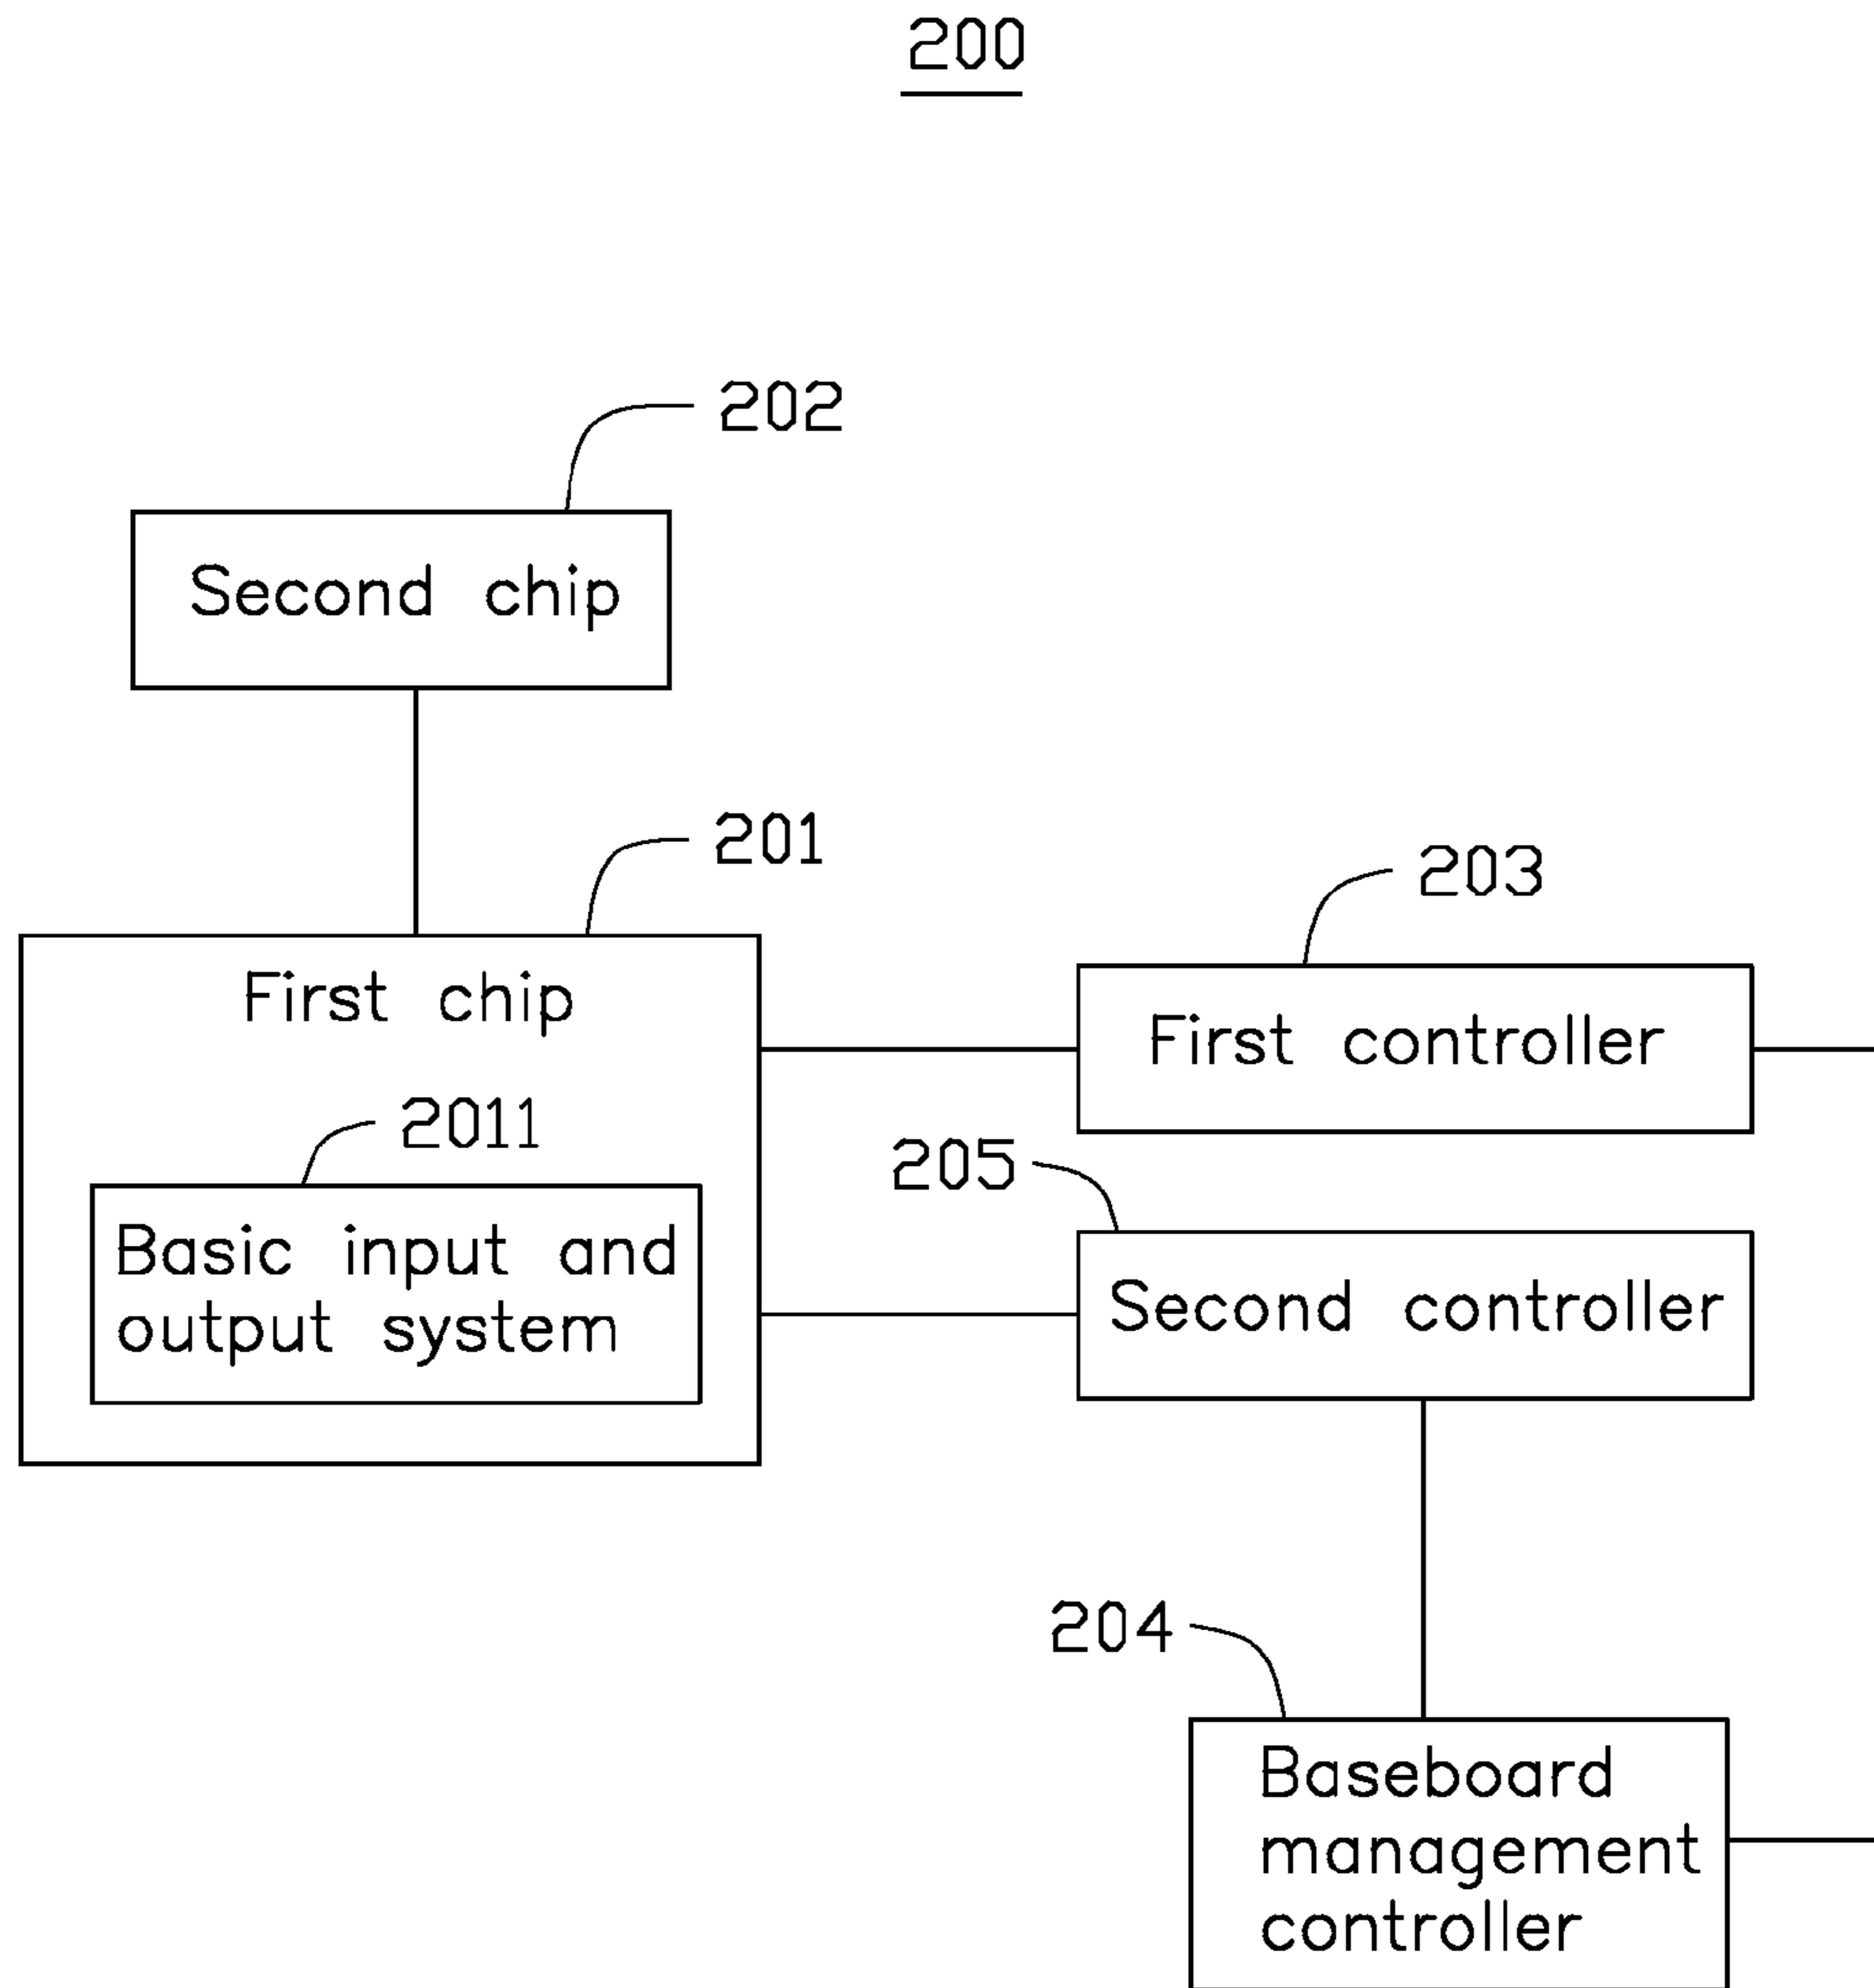 200
202
Second chip
201
First chip
203
First controller
2011
Basic input and
output system
205
Second controller
204
Baseboard
management
controller